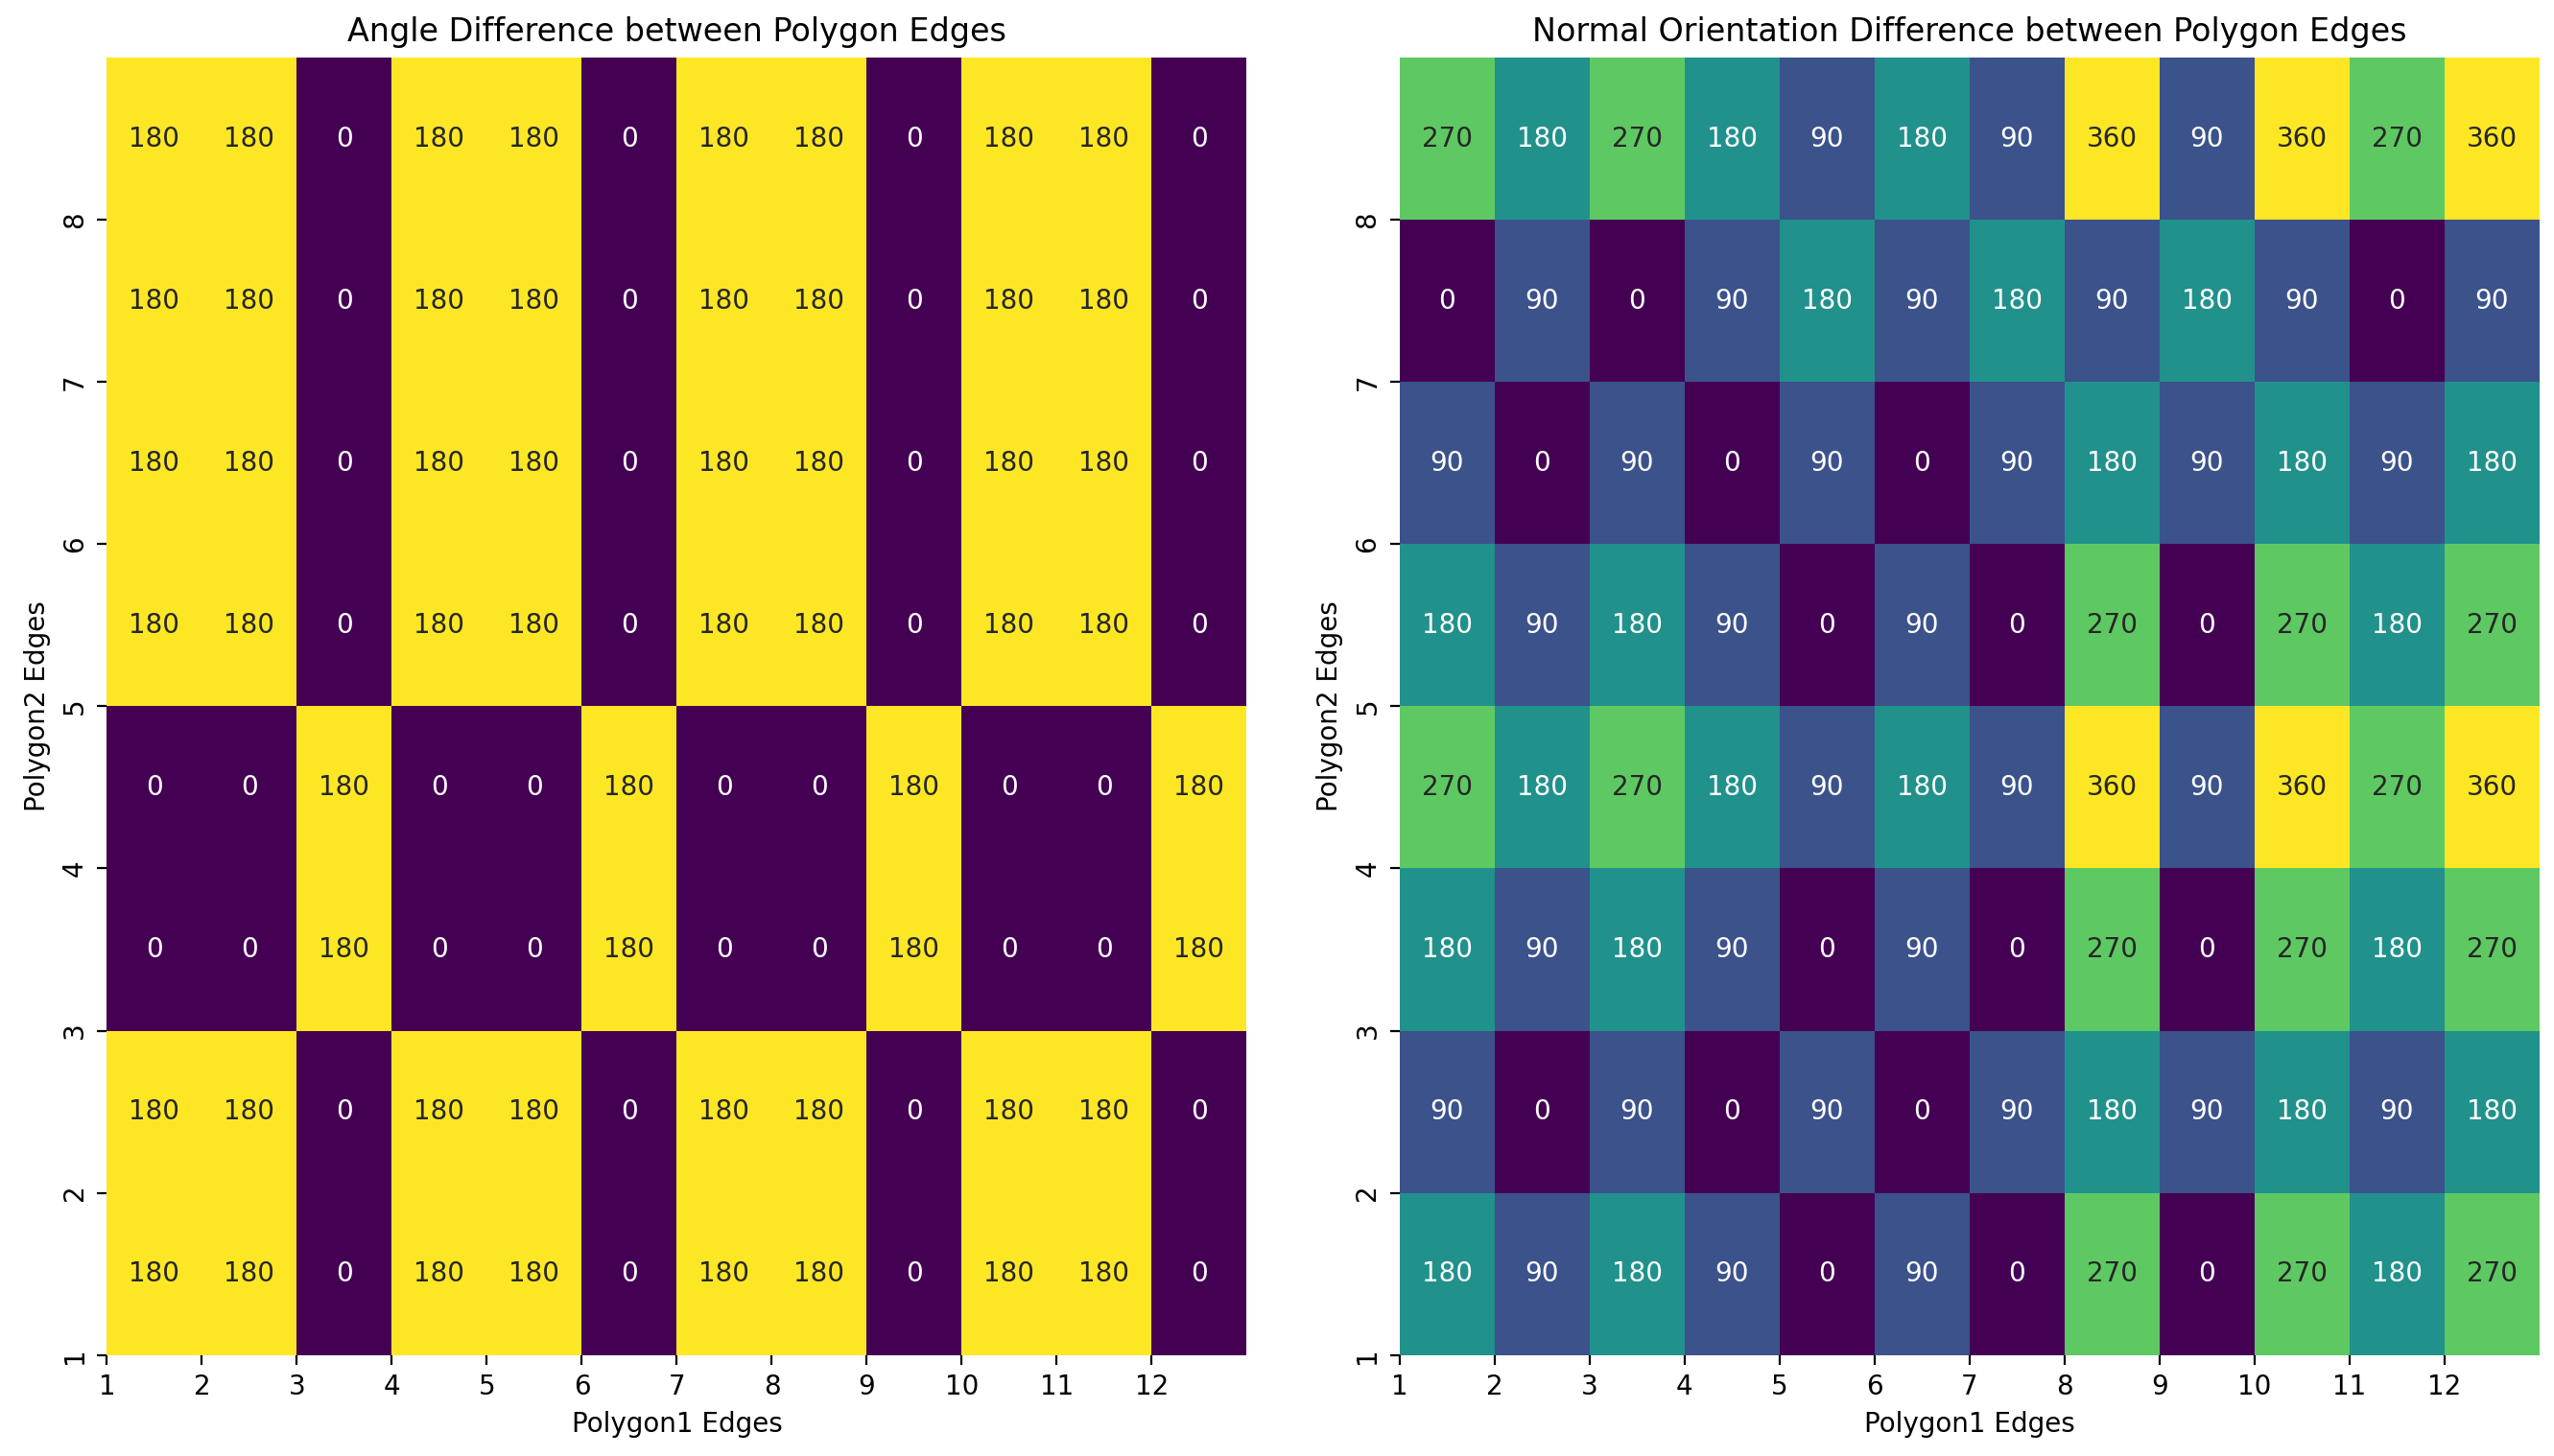 Angle Difference between Polygon Edges
Polygon2 Edges
8
7
6
5
4
3
2
1
180 180 0 180 180 0 180 180 0 180 180 0
180 180 0 180 180 0 180 180 0 180 180 0
180 180 0 180 180 0 180 180 0 180 180 0
180 180 0 180 180 0 180 180 0 180 180 0
0 0 180 0 0 180 0 0 180 0 0 180
0 0 180 0 0 180 0 0 180 0 0 180
180 180 0 180 180 0 180 180 0 180 180 0
180 180 0 180 180 0 180 180 0 180 180 0
1 2 3 4 5 6 7 8 9 10 11 12
Polygon1 Edges
Normal Orientation Difference between Polygon Edges
Polygon2 Edges
8
7
6
5
4
3
2
1
270 180 270 180 90 180 90 360 90 360 270 360
0 90 0 90 180 90 180 90 180 90 0 90
90 0 90 0 90 0 90 180 90 180 90 180
180 90 180 90 0 90 0 270 0 270 180 270
270 180 270 180 90 180 90 360 90 360 270 360
180 90 180 90 0 90 0 270 0 270 180 270
90 0 90 0 90 0 90 180 90 180 90 180
180 90 180 90 0 90 0 270 0 270 180 270
1 2 3 4 5 6 7 8 9 10 11 12
Polygon1 Edges